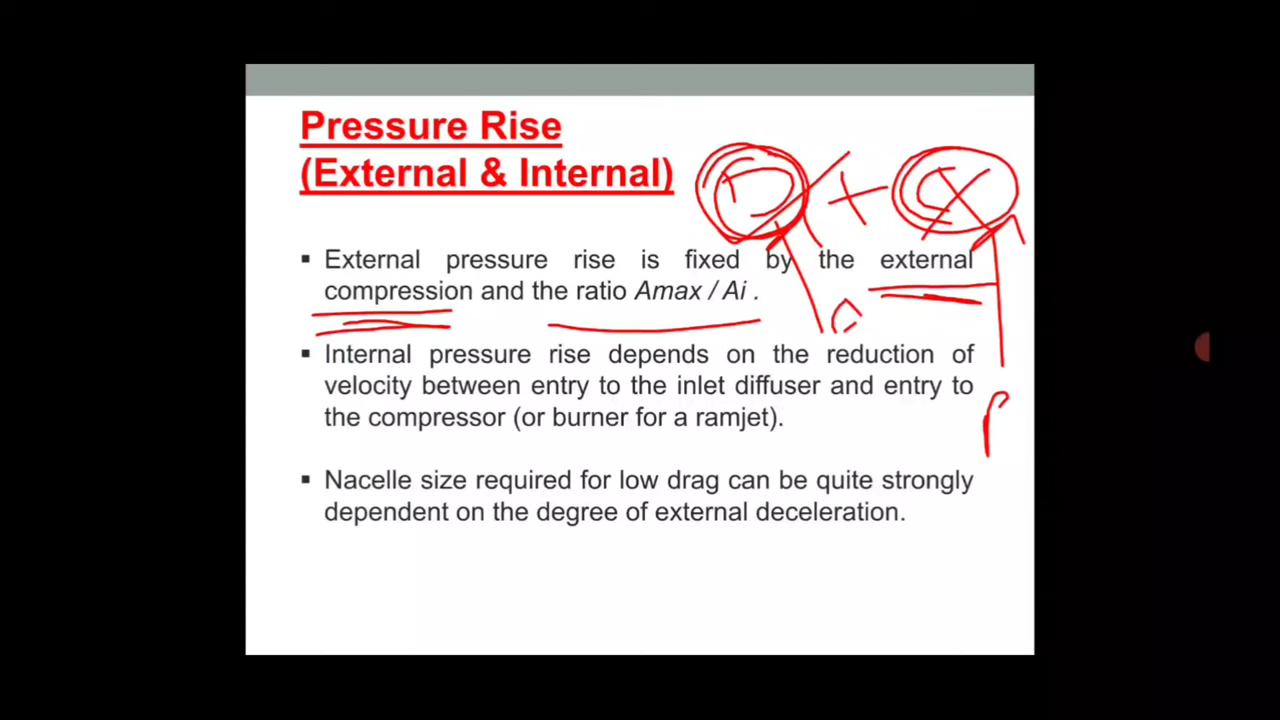 Pressure Rise
(External & Internal)
▪ External pressure rise is fixed by the external
compression and the ratio Amax / Ai .
▪ Internal pressure rise depends on the reduction of
velocity between entry to the inlet diffuser and entry to
the compressor (or burner for a ramjet).
▪ Nacelle size required for low drag can be quite strongly
dependent on the degree of external deceleration.